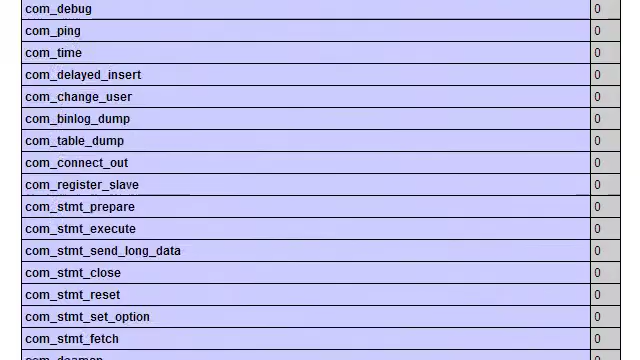 com_debug 0
com_ping 0
com_time 0
com_delayed_insert 0
com_change_user 0
com_binlog_dump 0
com_table_dump 0
com_connect_out 0
com_register_slave 0
com_stmt_prepare 0
com_stmt_execute 0
com_stmt_send_long_data 0
com_stmt_close 0
com_stmt_reset 0
com_stmt_set_option 0
com_stmt_fetch 0
com_deamon